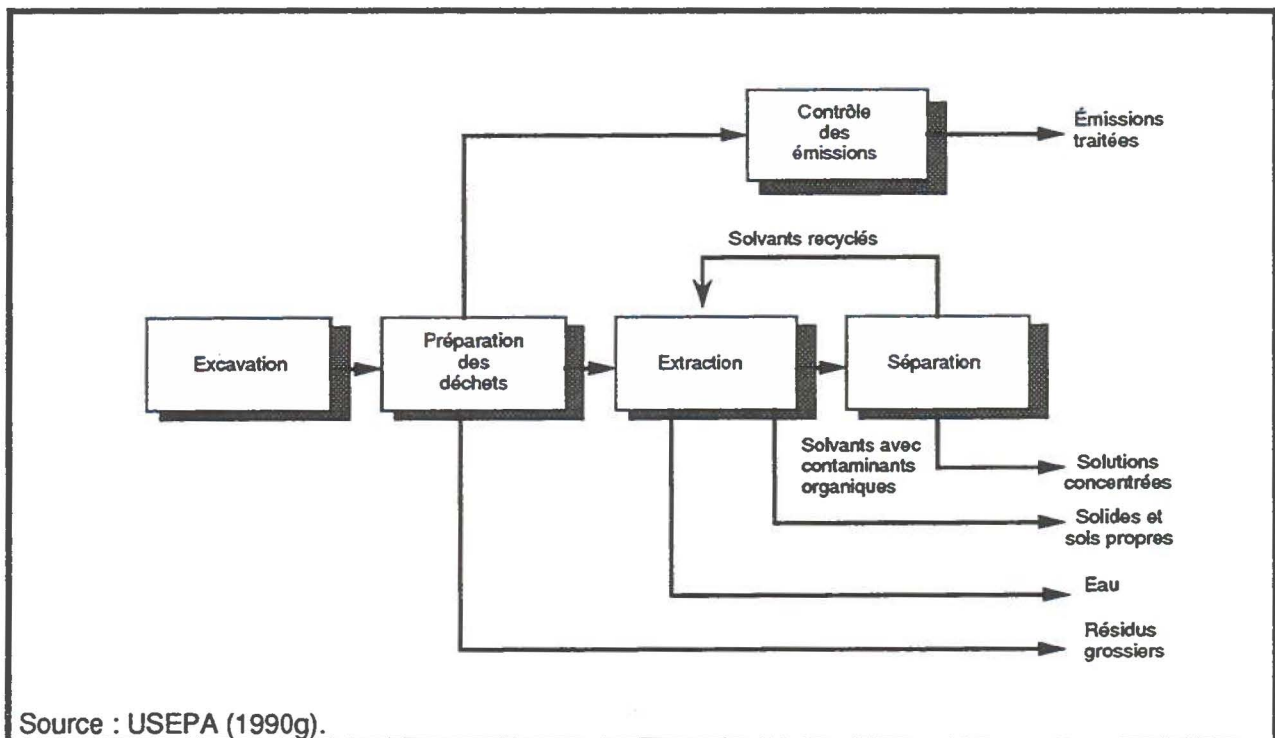 Contrôle
des
émissions
Émissions
traitées
Solvants recyclés
Excavation
Préparation
des
déchets
Extraction
Séparation
Solvants avec
contaminants
organiques
Solutions
concentrées
Solides et
sols propres
Eau
Résidus
grossiers
Source : USEPA (1990g).